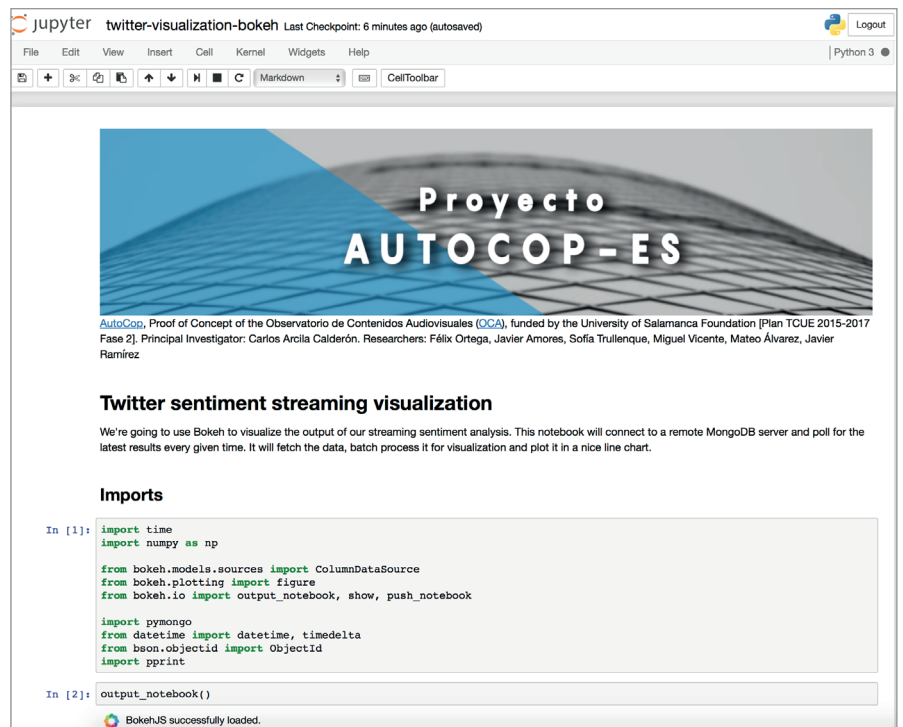 jupyter twitter-visualization-bokeh Last Checkpoint: 6 minutes ago (autosaved) Logout
File Edit View Insert Cell Kernel Widgets Help Python 3
Markdown CellToolbar
Proyecto
AUTOCOP-ES
AutoCop, Proof of Concept of the Observatorio de Contenidos Audiovisuales (OCA), funded by the University of Salamanca Foundation [Plan TCUE 2015-2017
Fase 2]. Principal Investigator: Carlos Arcila Calderón. Researchers: Félix Ortega, Javier Amores, Sofía Trullenque, Miguel Vicente, Mateo Álvarez, Javier
Ramírez
Twitter sentiment streaming visualization
We're going to use Bokeh to visualize the output of our streaming sentiment analysis. This notebook will connect to a remote MongoDB server and poll for the
latest results every given time. It will fetch the data, batch process it for visualization and plot it in a nice line chart.
Imports
In [1]: import time
import numpy as np
from bokeh.models.sources import ColumnDataSource
from bokeh.plotting import figure
from bokeh.io import output_notebook, show, push_notebook
import pymongo
from datetime import datetime, timedelta
from bson.objectid import ObjectId
import pprint
In [2]: output_notebook()
BokehJS successfully loaded.